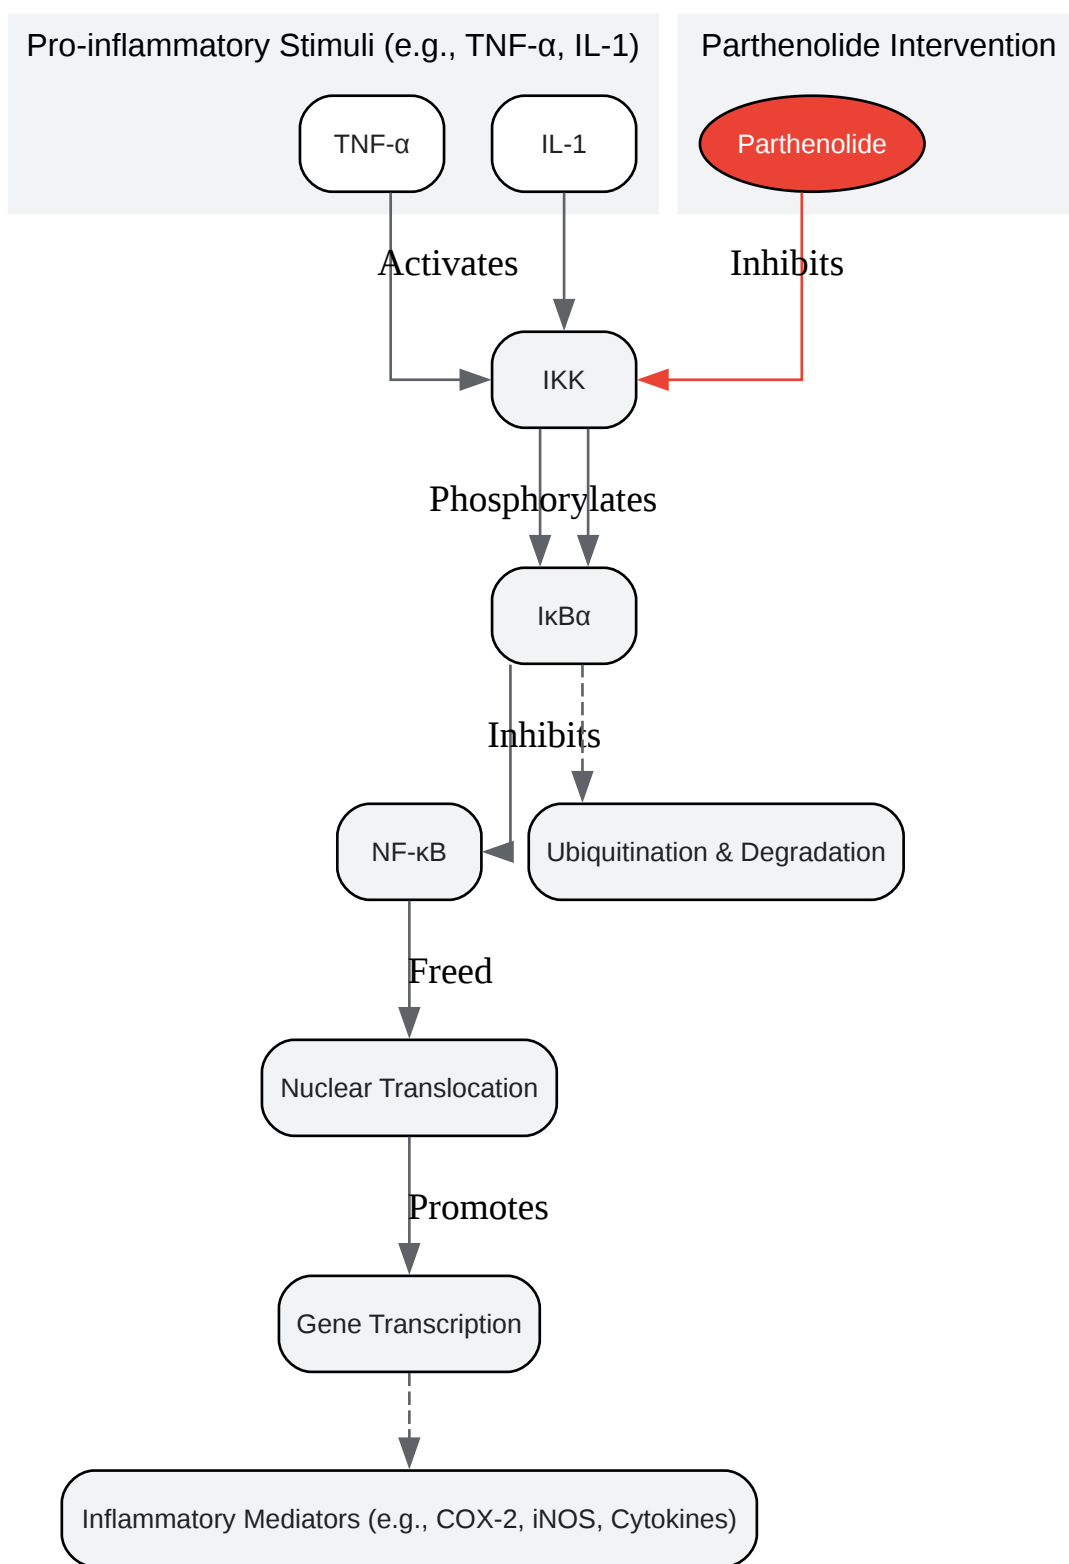 Pro-inflammatory Stimuli (e.g., TNF-α, IL-1)
Parthenolide Intervention
TNF-α
IL-1
Parthenolide
Activates
Inhibits
IKK
Phosphorylates
IκBα
Inhibits
NF-κB
Ubiquitination & Degradation
Freed
Nuclear Translocation
Promotes
Gene Transcription
Inflammatory Mediators (e.g., COX-2, iNOS, Cytokines)